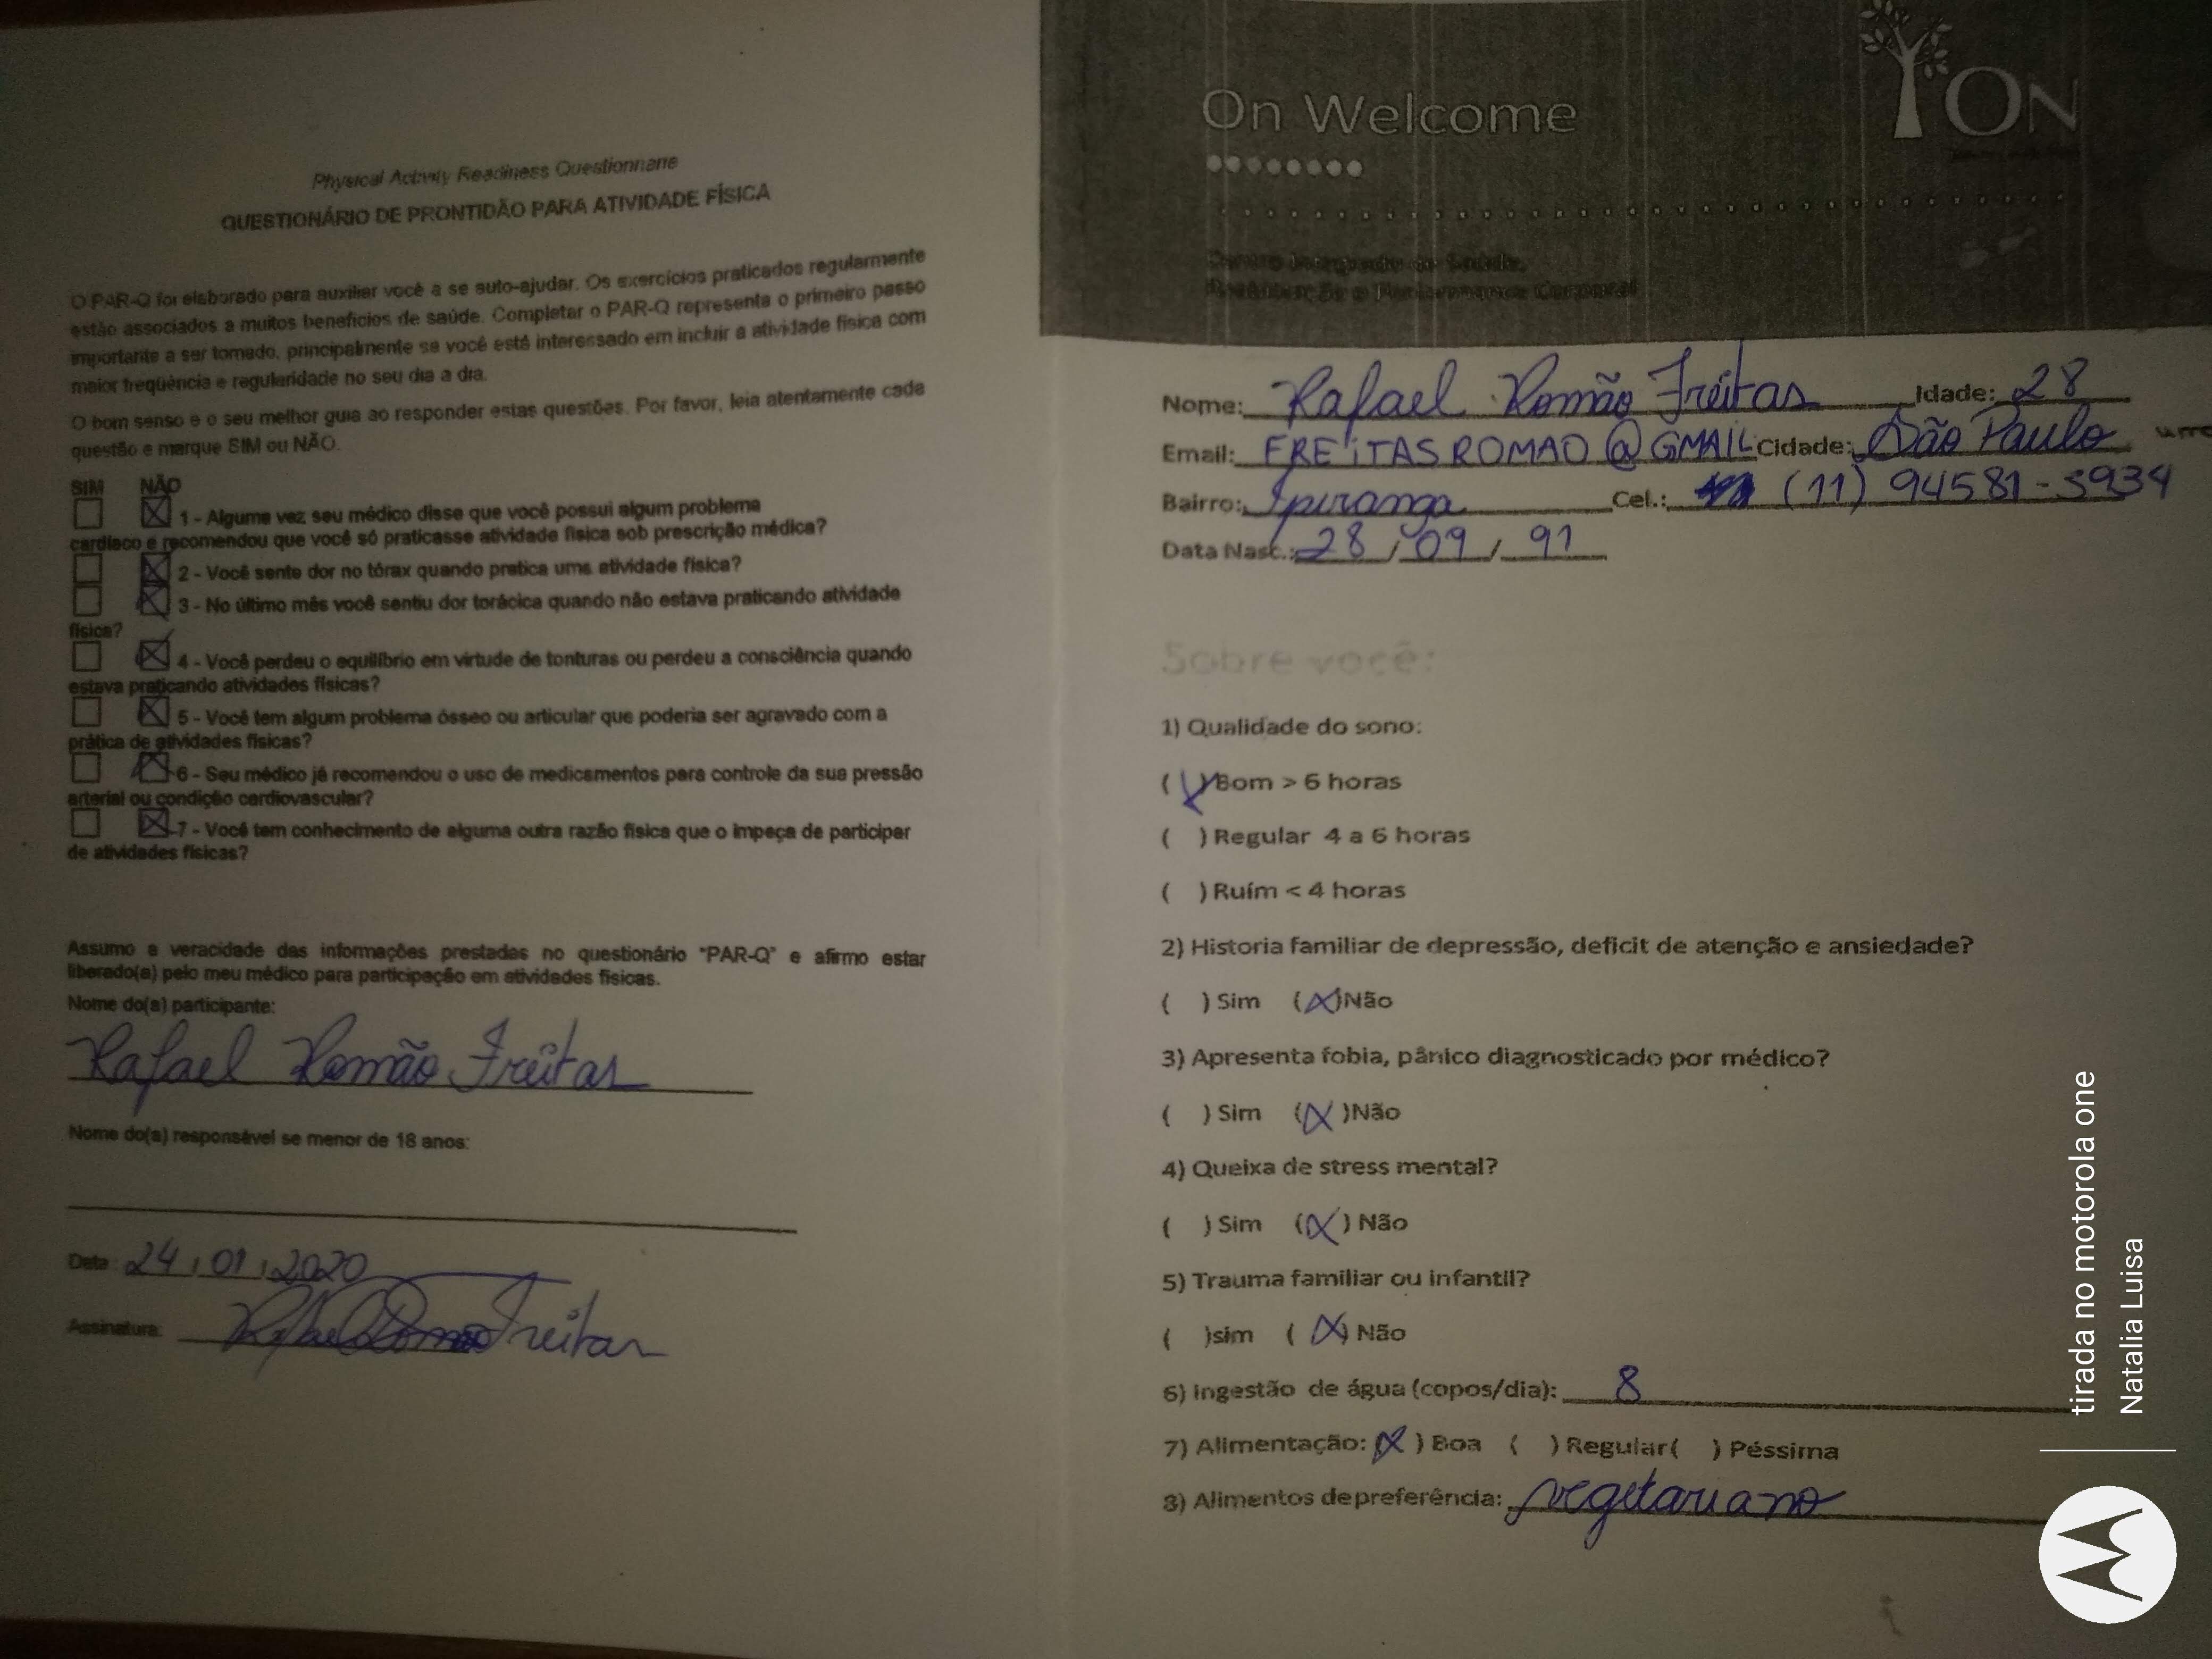 Physical Activity Readiness Questionnaire
QUESTIONÁRIO DE PRONTIDÃO PARA ATIVIDADE FÍSICA
O PAR-Q foi elaborado para auxiliar você a se auto-ajudar. Os exercícios praticados regularmente
estão associados a muitos benefícios de saúde. Completar o PAR-Q representa o primeiro passo
importante a ser tomado, principalmente se você está interessado em incluir a atividade física com
maior freqüência e regularidade no seu dia a dia.
O bom senso e o seu melhor guia ao responder estas questões. Por favor, leia atentamente cada
questão e marque SIM ou NÃO.
SIM NÃO
☐ ☒ 1 - Alguma vez seu médico disse que você possui algum problema
cardíaco e recomendou que você só praticasse atividade física sob prescrição médica?
☐ ☒ 2 - Você sente dor no tórax quando pratica uma atividade física?
☐ ☒ 3 - No último mês você sentiu dor torácica quando não estava praticando atividade
física?
☐ ☒ 4 - Você perdeu o equilíbrio em virtude de tonturas ou perdeu a consciência quando
estava praticando atividades físicas?
☐ ☒ 5 - Você tem algum problema ósseo ou articular que poderia ser agravado com a
prática de atividades físicas?
☐ ☒ 6 - Seu médico já recomendou o uso de medicamentos para controle da sua pressão
arterial ou condição cardiovascular?
☐ ☒ 7 - Você tem conhecimento de alguma outra razão física que o impeça de participar
de atividades físicas?
Assumo a veracidade das informações prestadas no questionário "PAR-Q" e afirmo estar
liberado(a) pelo meu médico para participação em atividades físicas.
Nome do(a) participante:
Rafael Romão Freitas
Nome do(a) responsável se menor de 18 anos:
Data: 24/01/2020
Assinatura: Rafael Romão Freitas
On Welcome
ON
Nome: Rafael Romão Freitas Idade: 28
Email: FREITASROMAO@GMAIL Cidade: São Paulo
Bairro: Ipiranga Cel.: (11) 94581-5934
Data Nasc.: 28/09/91
Sobre você:
1) Qualidade do sono:
(X) Bom > 6 horas
( ) Regular 4 a 6 horas
( ) Ruím < 4 horas
2) Historia familiar de depressão, deficit de atenção e ansiedade?
( ) Sim (X) Não
3) Apresenta fobia, pânico diagnosticado por médico?
( ) Sim (X) Não
4) Queixa de stress mental?
( ) Sim (X) Não
5) Trauma familiar ou infantil?
( ) sim (X) Não
6) Ingestão de água (copos/dia): 8
7) Alimentação: (X) Boa ( ) Regular ( ) Péssima
8) Alimentos de preferência: vegetariano
tirada no motorola one
Natalia Luisa